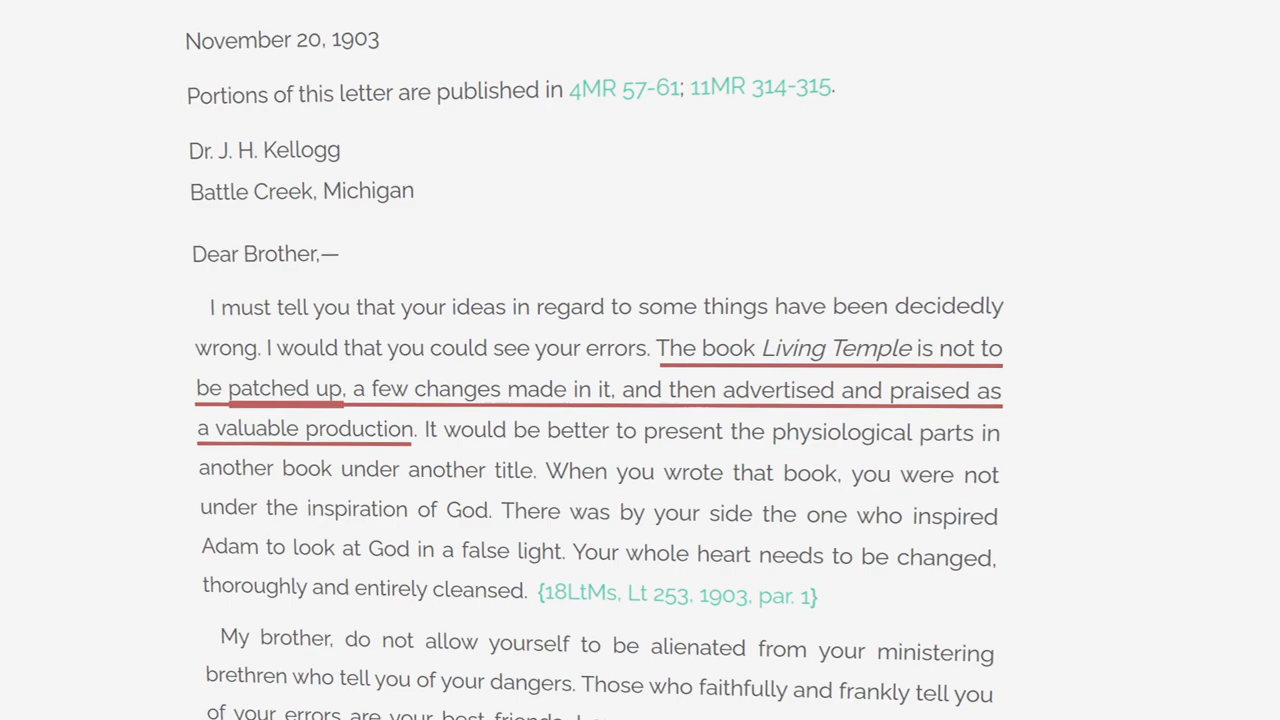 November 20, 1903
Portions of this letter are published in 4MR 57-61; 11MR 314-315.
Dr. J. H. Kellogg
Battle Creek, Michigan
Dear Brother,—
I must tell you that your ideas in regard to some things have been decidedly
wrong. I would that you could see your errors. The book Living Temple is not to
be patched up, a few changes made in it, and then advertised and praised as
a valuable production. It would be better to present the physiological parts in
another book under another title. When you wrote that book, you were not
under the inspiration of God. There was by your side the one who inspired
Adam to look at God in a false light. Your whole heart needs to be changed,
thoroughly and entirely cleansed. {18LtMs, Lt 253, 1903, par. 1}
My brother, do not allow yourself to be alienated from your ministering
brethren who tell you of your dangers. Those who faithfully and frankly tell you
of your errors are your best friends.